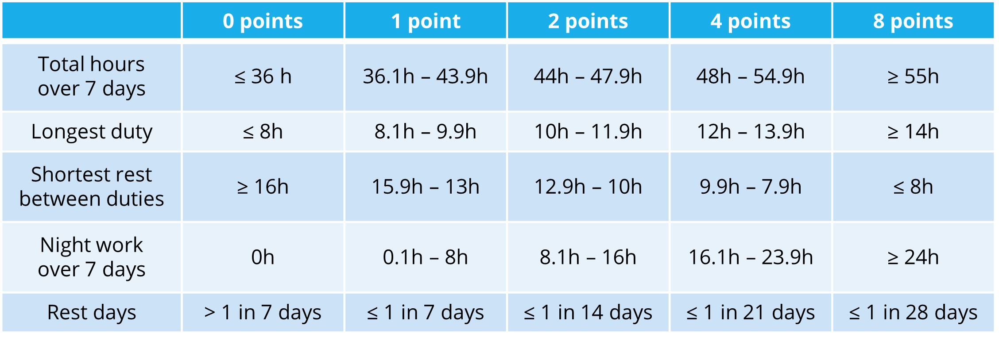 0 points 1 point 2 points 4 points 8 points
Total hours
over 7 days
≤ 36 h 36.1h – 43.9h 44h – 47.9h 48h – 54.9h ≥ 55h
Longest duty ≤ 8h 8.1h – 9.9h 10h – 11.9h 12h – 13.9h ≥ 14h
Shortest rest
between duties
≥ 16h 15.9h – 13h 12.9h – 10h 9.9h – 7.9h ≤ 8h
Night work
over 7 days
0h 0.1h – 8h 8.1h – 16h 16.1h – 23.9h ≥ 24h
Rest days > 1 in 7 days ≤ 1 in 7 days ≤ 1 in 14 days ≤ 1 in 21 days ≤ 1 in 28 days